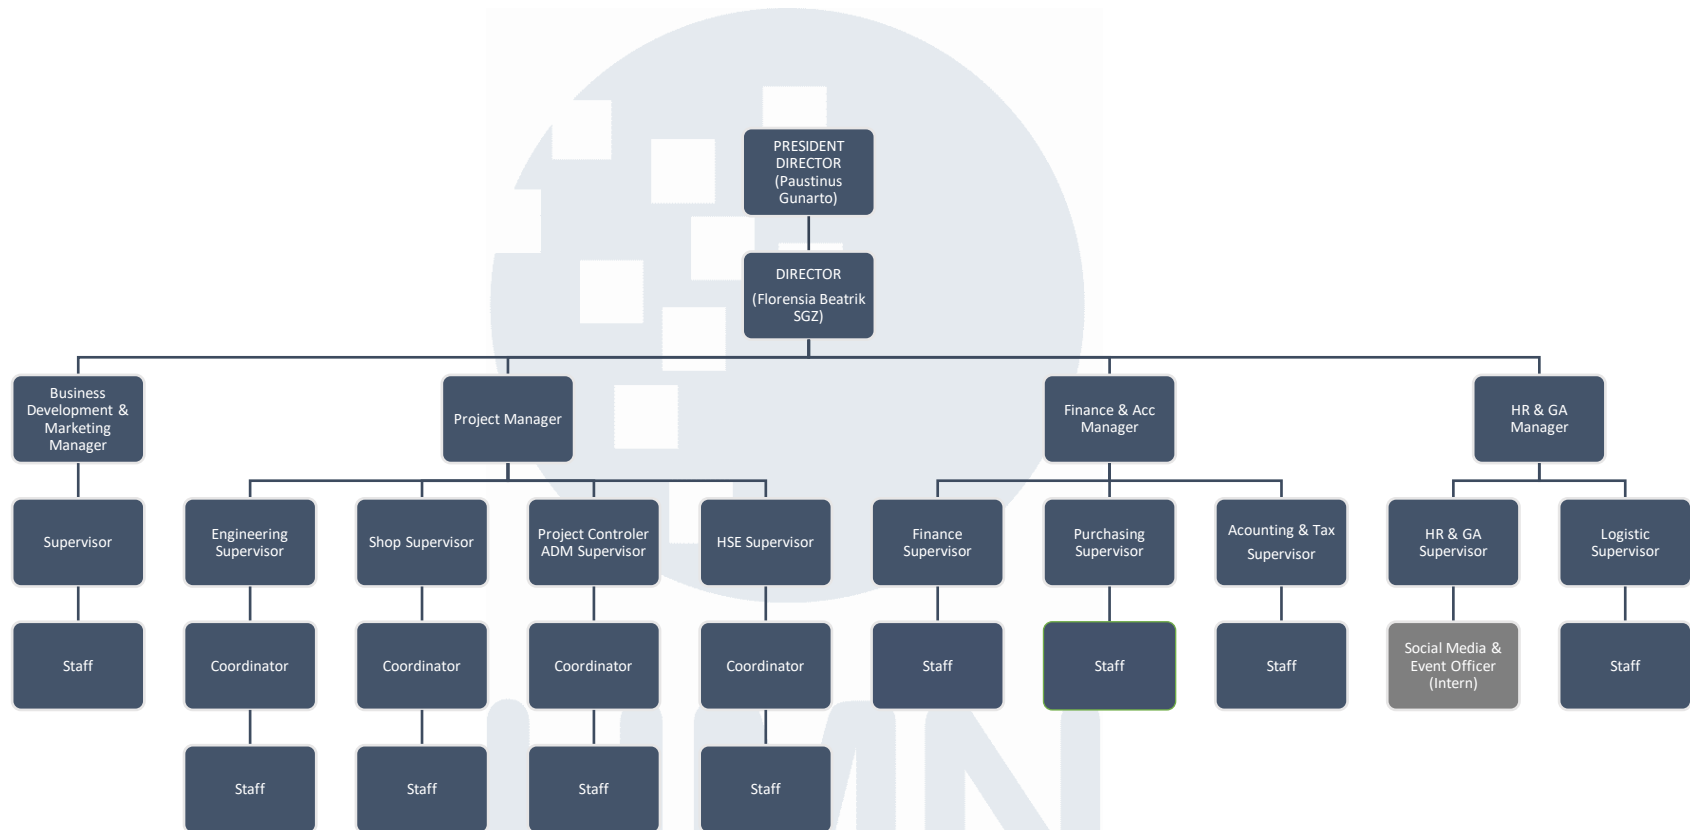 PRESIDENT
DIRECTOR
(Paustinus
Gunarto)
DIRECTOR
(Florensia Beatrik
SGZ)
Business
Development &
Marketing
Manager
Project Manager
Finance & Acc
Manager
HR & GA
Manager
Supervisor
Engineering
Supervisor
Shop Supervisor
Project Controler
ADM Supervisor
HSE Supervisor
Finance
Supervisor
Purchasing
Supervisor
Acounting & Tax
Supervisor
HR & GA
Supervisor
Logistic
Supervisor
Staff
Coordinator
Coordinator
Coordinator
Coordinator
Staff
Staff
Staff
Social Media &
Event Officer
(Intern)
Staff
Staff
Staff
Staff
Staff